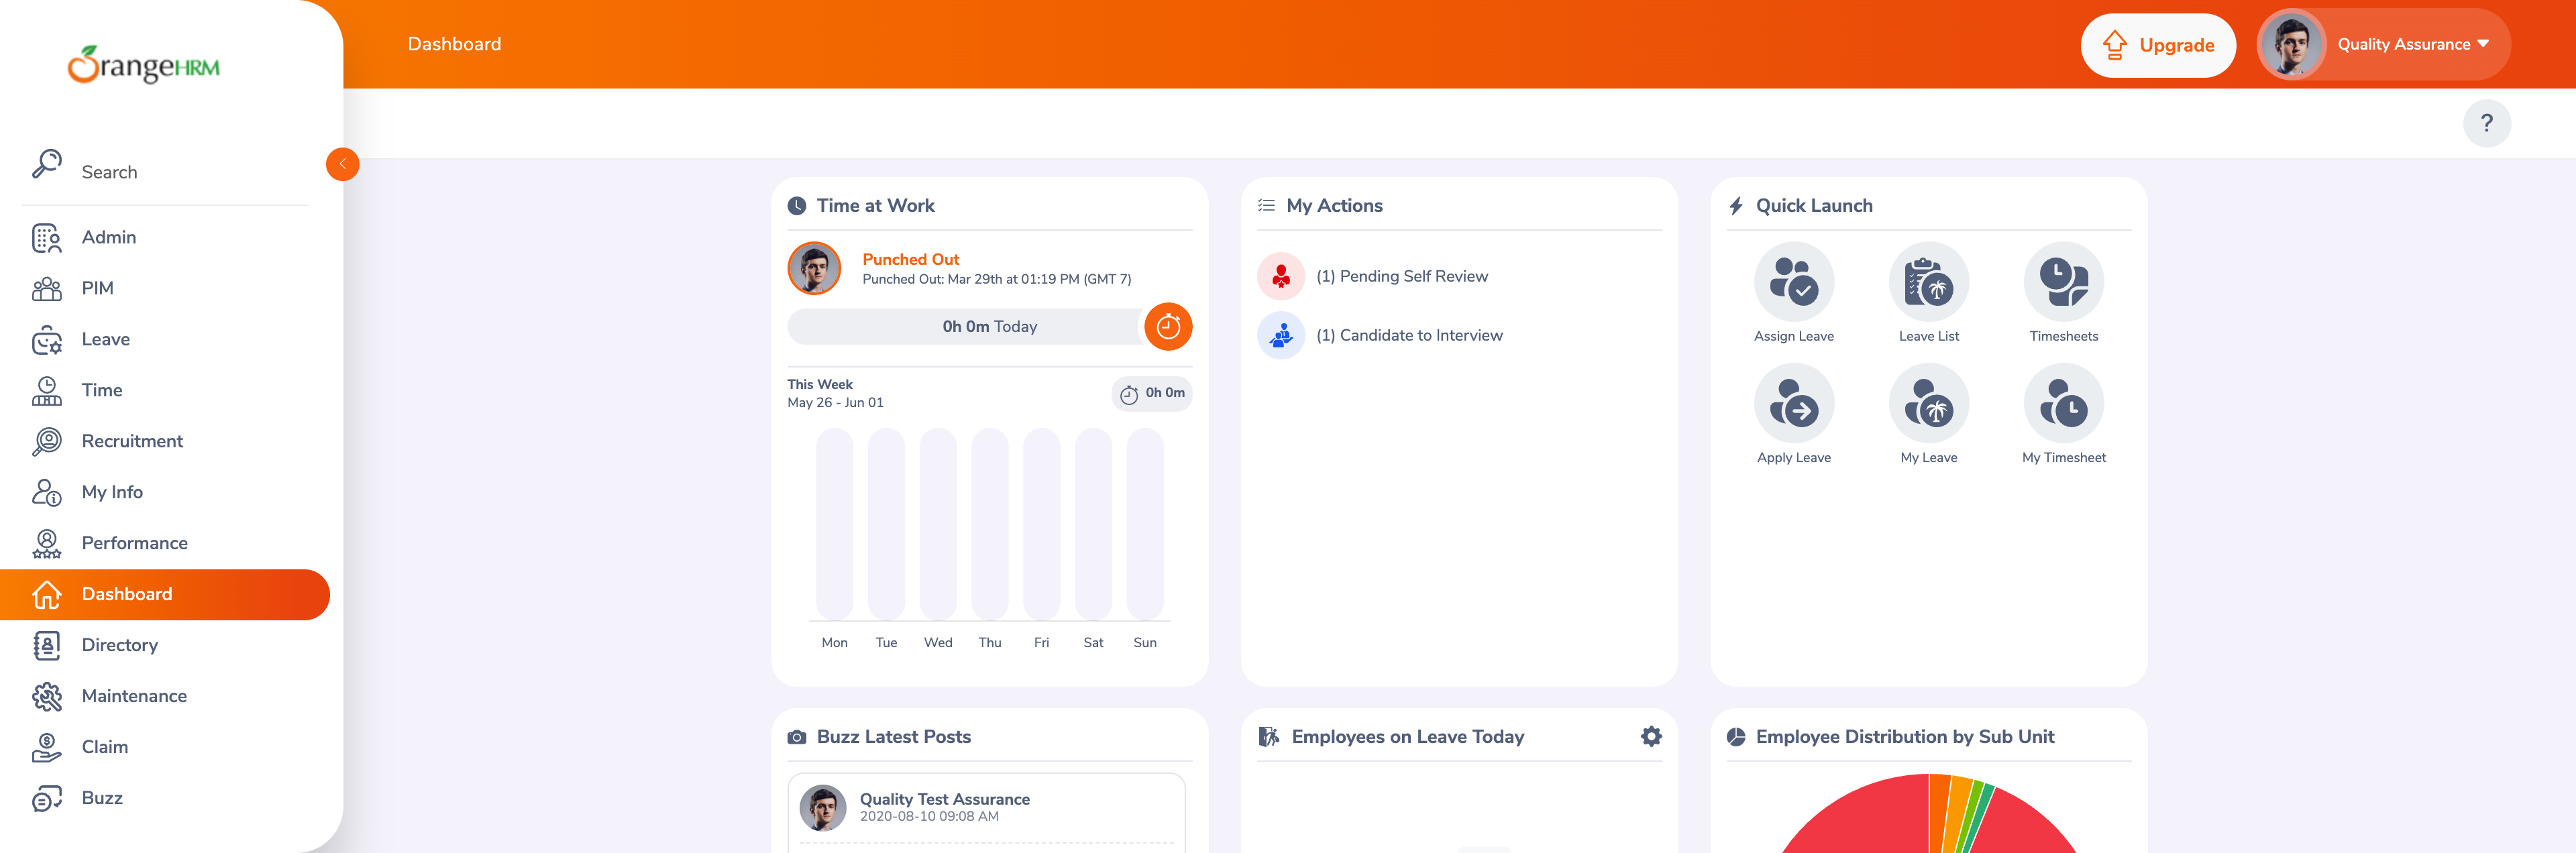 OrangeHRM
Search
Admin
PIM
Leave
Time
Recruitment
My Info
Performance
Dashboard
Directory
Maintenance
Claim
Buzz
Dashboard
Upgrade
Quality Assurance
?
Time at Work
Punched Out
Punched Out: Mar 29th at 01:19 PM (GMT 7)
0h 0m Today
This Week
May 26 - Jun 01
0h 0m
Mon Tue Wed Thu Fri Sat Sun
My Actions
(1) Pending Self Review
(1) Candidate to Interview
Quick Launch
Assign Leave
Leave List
Timesheets
Apply Leave
My Leave
My Timesheet
Buzz Latest Posts
Quality Test Assurance
2020-08-10 09:08 AM
Employees on Leave Today
Employee Distribution by Sub Unit